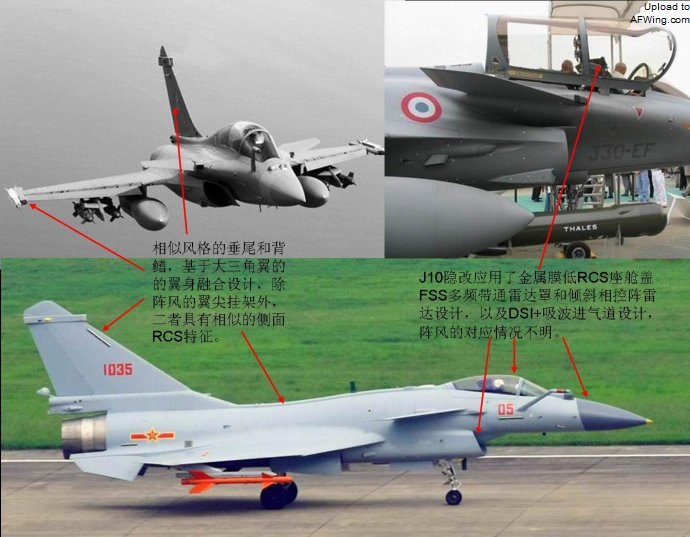 Upload to
AFWing.com
330-EF
THALES
相似风格的垂尾和背
鳍，基于大三角翼的
的翼身融合设计，除
阵风的翼尖挂架外，
二者具有相似的侧面
RCS特征。
J10隐改应用了金属膜低RCS座舱盖
FSS多频带通雷达罩和倾斜相控阵雷
达设计，以及DSI+吸波进气道设计，
阵风的对应情况不明。
1035
05